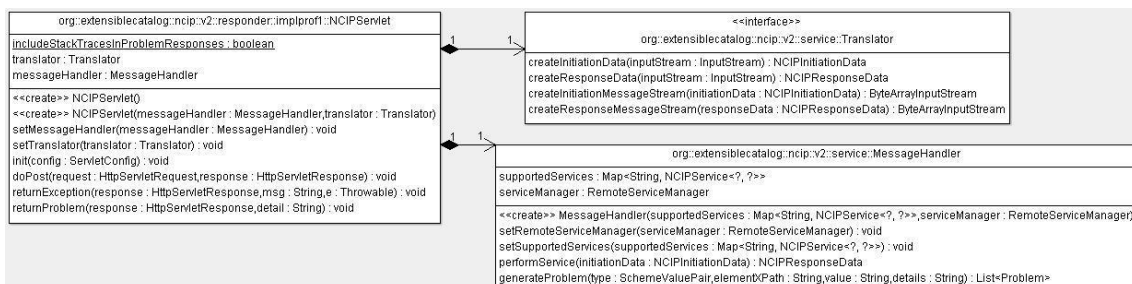 org::extensiblecatalog::ncip::v2::responder::implprof1::NCIPServlet
includeStackTracesInProblemResponses : boolean
translator : Translator
messageHandler : MessageHandler
<<create>> NCIPServlet()
<<create>> NCIPServlet(messageHandler : MessageHandler,translator : Translator)
setMessageHandler(messageHandler : MessageHandler) : void
setTranslator(translator : Translator) : void
init(config : ServletConfig) : void
doPost(request : HttpServletRequest,response : HttpServletResponse) : void
returnException(response : HttpServletResponse,msg : String,e : Throwable) : void
returnProblem(response : HttpServletResponse,detail : String) : void
1
1
<<interface>>
org::extensiblecatalog::ncip::v2::service::Translator
createInitiationData(inputStream : InputStream) : NCIPInitiationData
createResponseData(inputStream : InputStream) : NCIPResponseData
createInitiationMessageStream(initiationData : NCIPInitiationData) : ByteArrayInputStream
createResponseMessageStream(responseData : NCIPResponseData) : ByteArrayInputStream
1
1
org::extensiblecatalog::ncip::v2::service::MessageHandler
supportedServices : Map<String, NCIPService<?, ?>>
serviceManager : RemoteServiceManager
<<create>> MessageHandler(supportedServices : Map<String, NCIPService<?, ?>>,serviceManager : RemoteServiceManager)
setRemoteServiceManager(serviceManager : RemoteServiceManager) : void
setSupportedServices(supportedServices : Map<String, NCIPService<?, ?>>) : void
performService(initiationData : NCIPInitiationData) : NCIPResponseData
generateProblem(type : SchemeValuePair,elementXPath : String,value : String,details : String) : List<Problem>